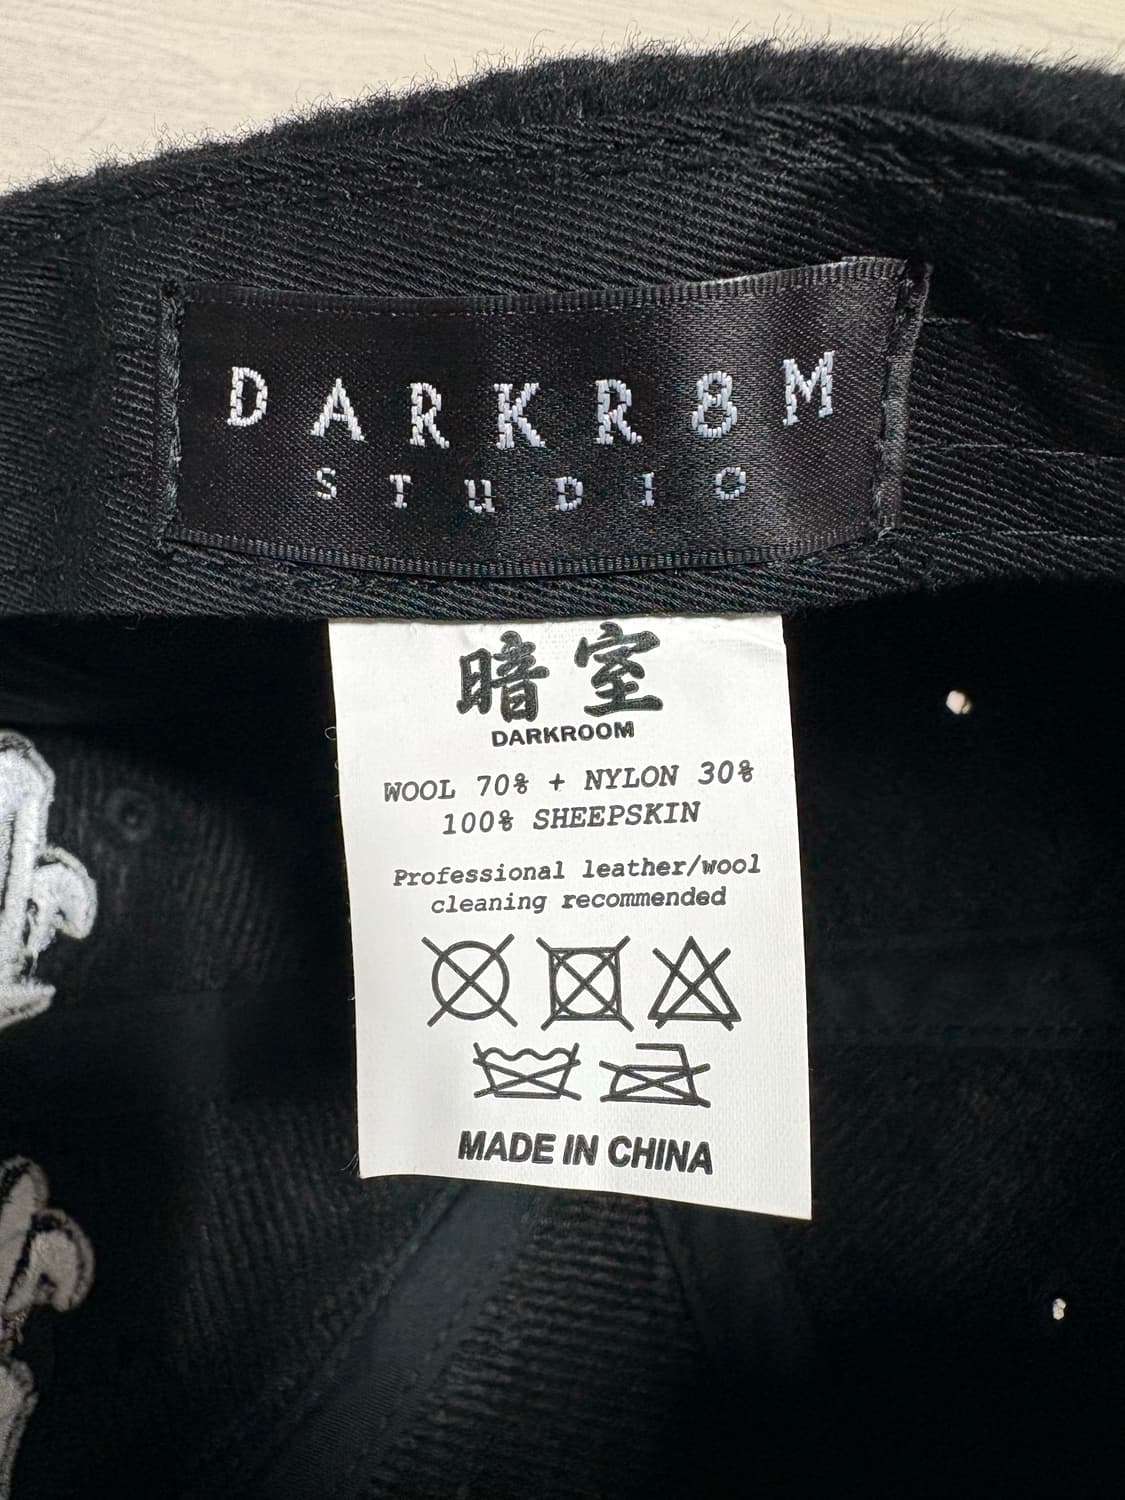 DARKR8M
STUDIO
暗室
DARKROOM
WOOL 70% + NYLON 30%
100% SHEEPSKIN
Professional leather/wool
cleaning recommended
MADE IN CHINA